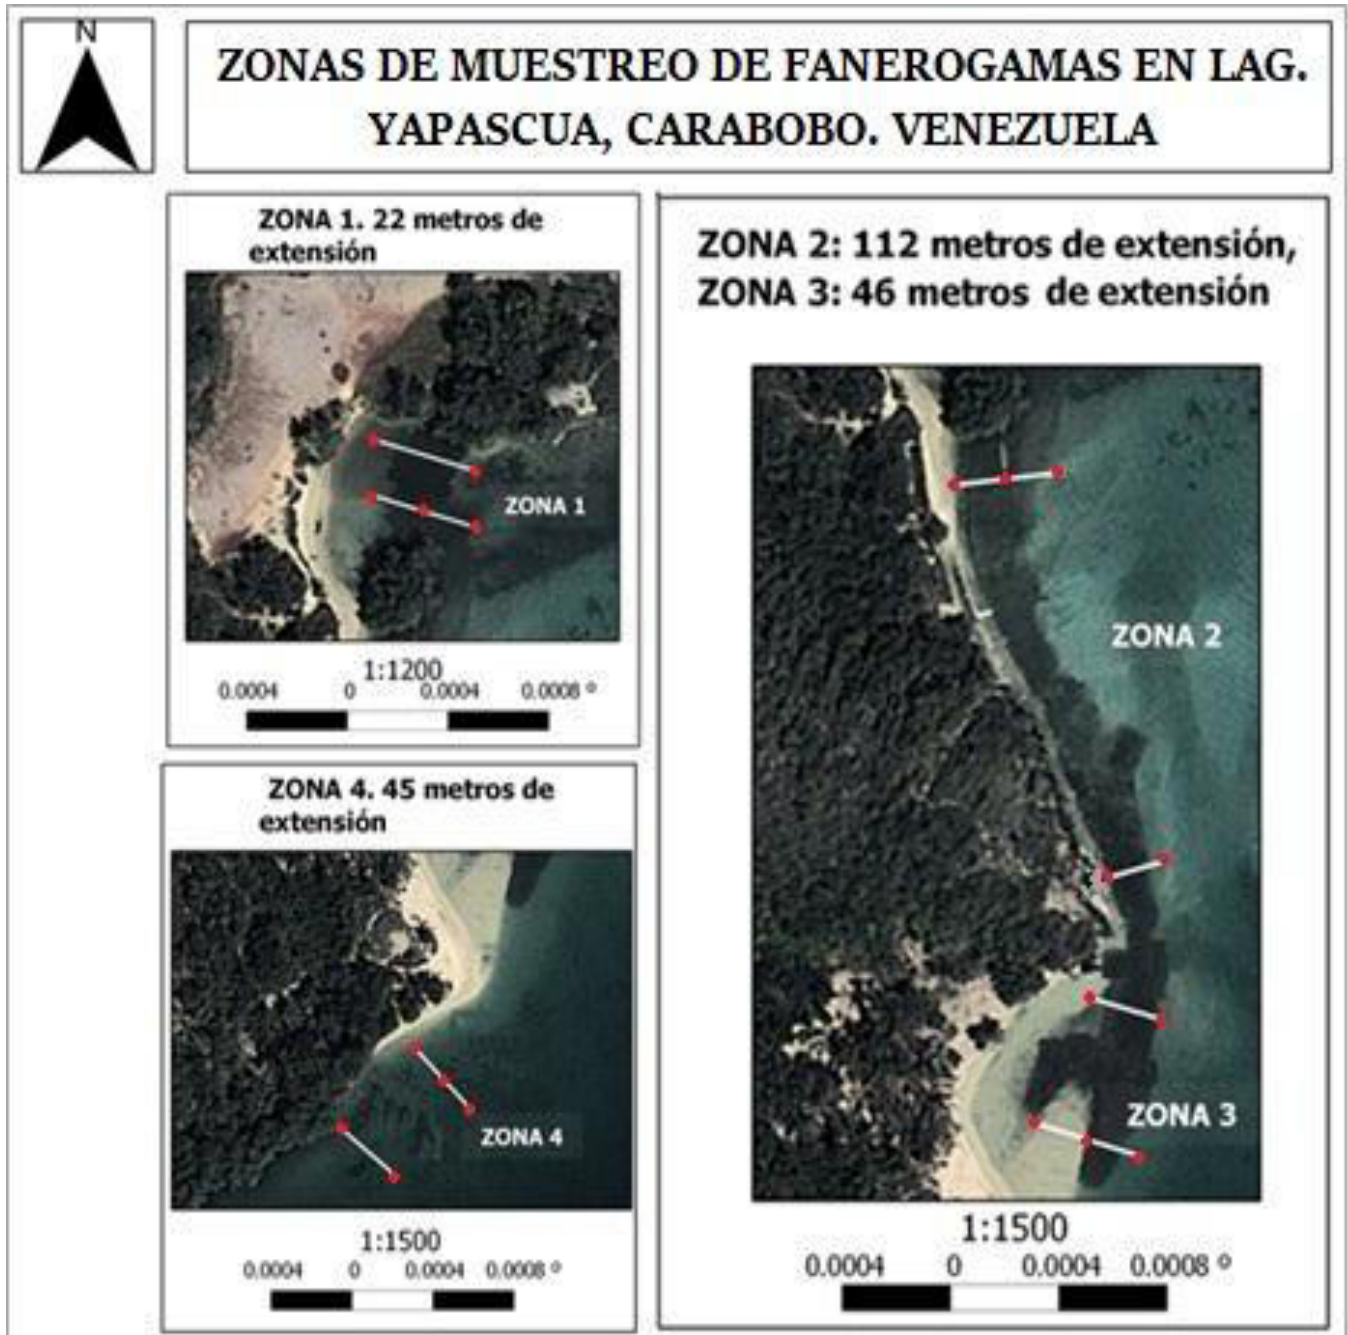 N
ZONAS DE MUESTREO DE FANEROGAMAS EN LAG.
YAPASCUA, CARABOBO. VENEZUELA
ZONA 1. 22 metros de
extensión
ZONA 1
1:1200
0.0004 0 0.0004 0.0008 °
ZONA 4. 45 metros de
extensión
ZONA 4
1:1500
0.0004 0 0.0004 0.0008 °
ZONA 2: 112 metros de extensión,
ZONA 3: 46 metros de extensión
ZONA 2
ZONA 3
1:1500
0.0004 0 0.0004 0.0008 °